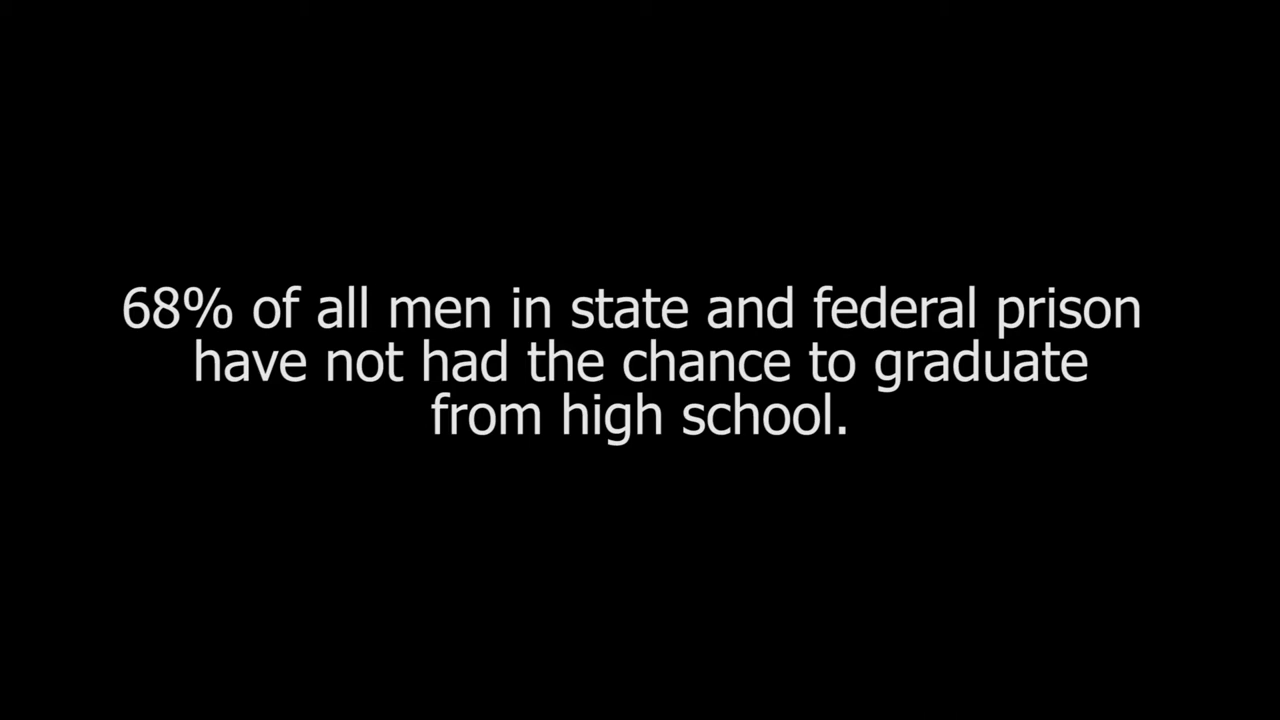 68% of all men in state and federal prison
have not had the chance to graduate
from high school.